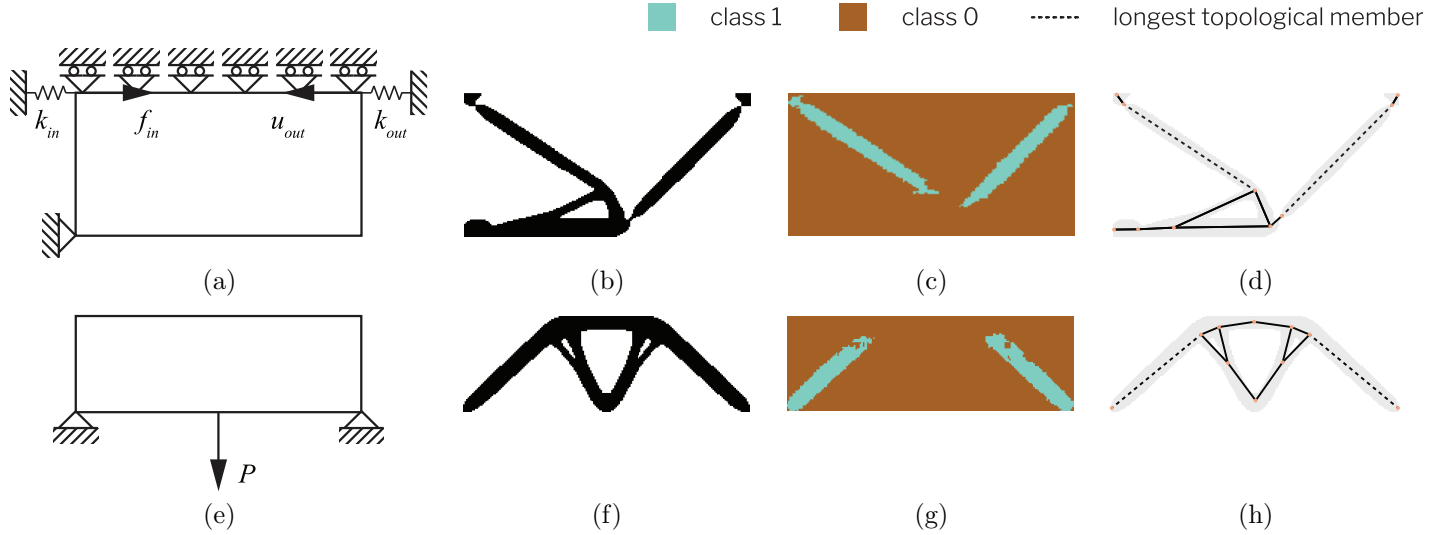 class 1 class 0 longest topological member
k_in f_in u_out k_out
(a) (b) (c) (d)
P
(e) (f) (g) (h)